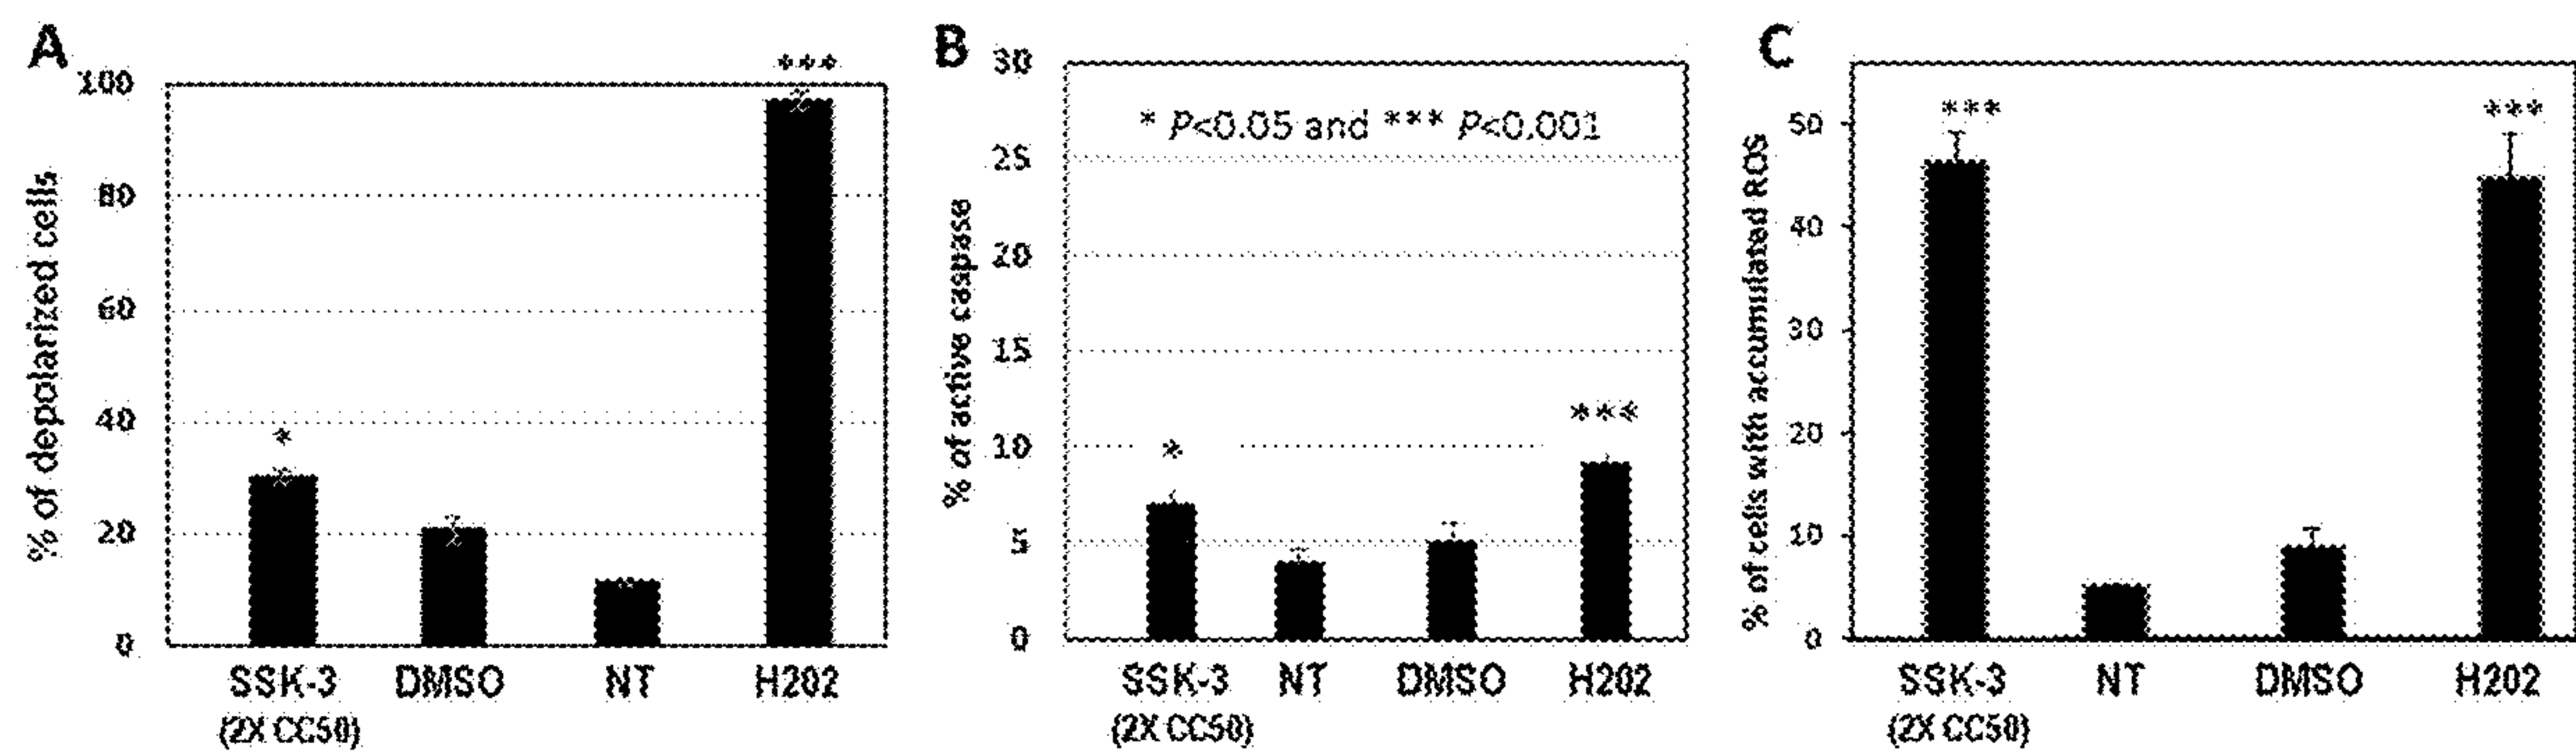 A
% of depolarized cells
100
80
60
40
20
0
*
***
SSK-3 DMSO NT H202
(2X CC50)
B
% of active caspase
30
25
20
15
10
5
0
* P<0.05 and *** P<0.001
*
***
SSK-3 NT DMSO H202
(2X CC50)
C
% of cells with accumulated ROS
50
40
30
20
10
0
***
***
SSK-3 NT DMSO H202
(2X CC50)